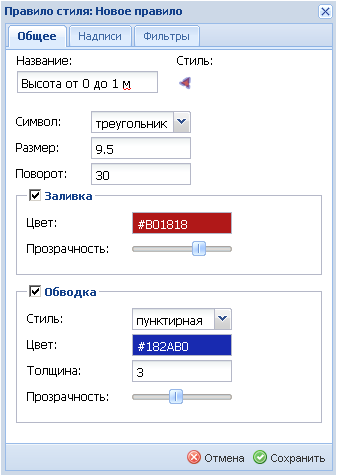 Правило стиля: Новое правило
Общее Надписи Фильтры
Название: Стиль:
Высота от 0 до 1 м
Символ: треугольник
Размер: 9.5
Поворот: 30
Заливка
Цвет: #B01818
Прозрачность:
Обводка
Стиль: пунктирная
Цвет: #182AB0
Толщина: 3
Прозрачность:
Отмена Сохранить